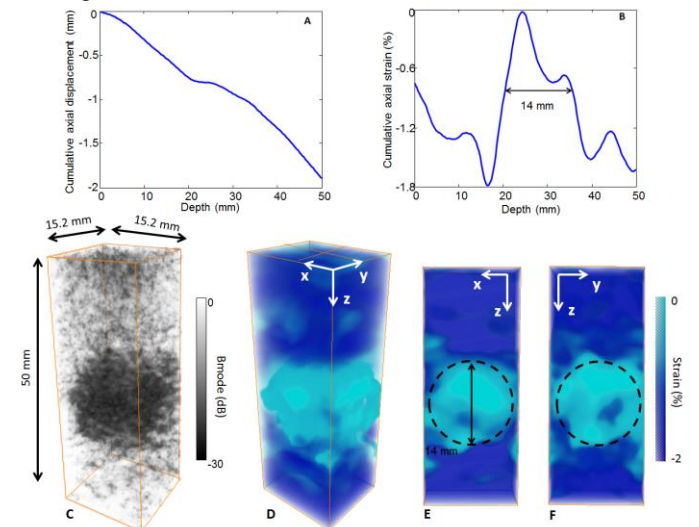 A
Cumulative axial displacement (mm)
0
-0.5
-1
-1.5
-2
0 10 20 30 40 50
Depth (mm)
B
Cumulative axial strain (%)
0
-0.6
-1.2
-1.8
14 mm
0 10 20 30 40 50
Depth (mm)
15.2 mm 15.2 mm
50 mm
0
Bmode (dB)
-30
C
x y
z
D
x
z
14 mm
E
y
z
F
0
Strain (%)
-2